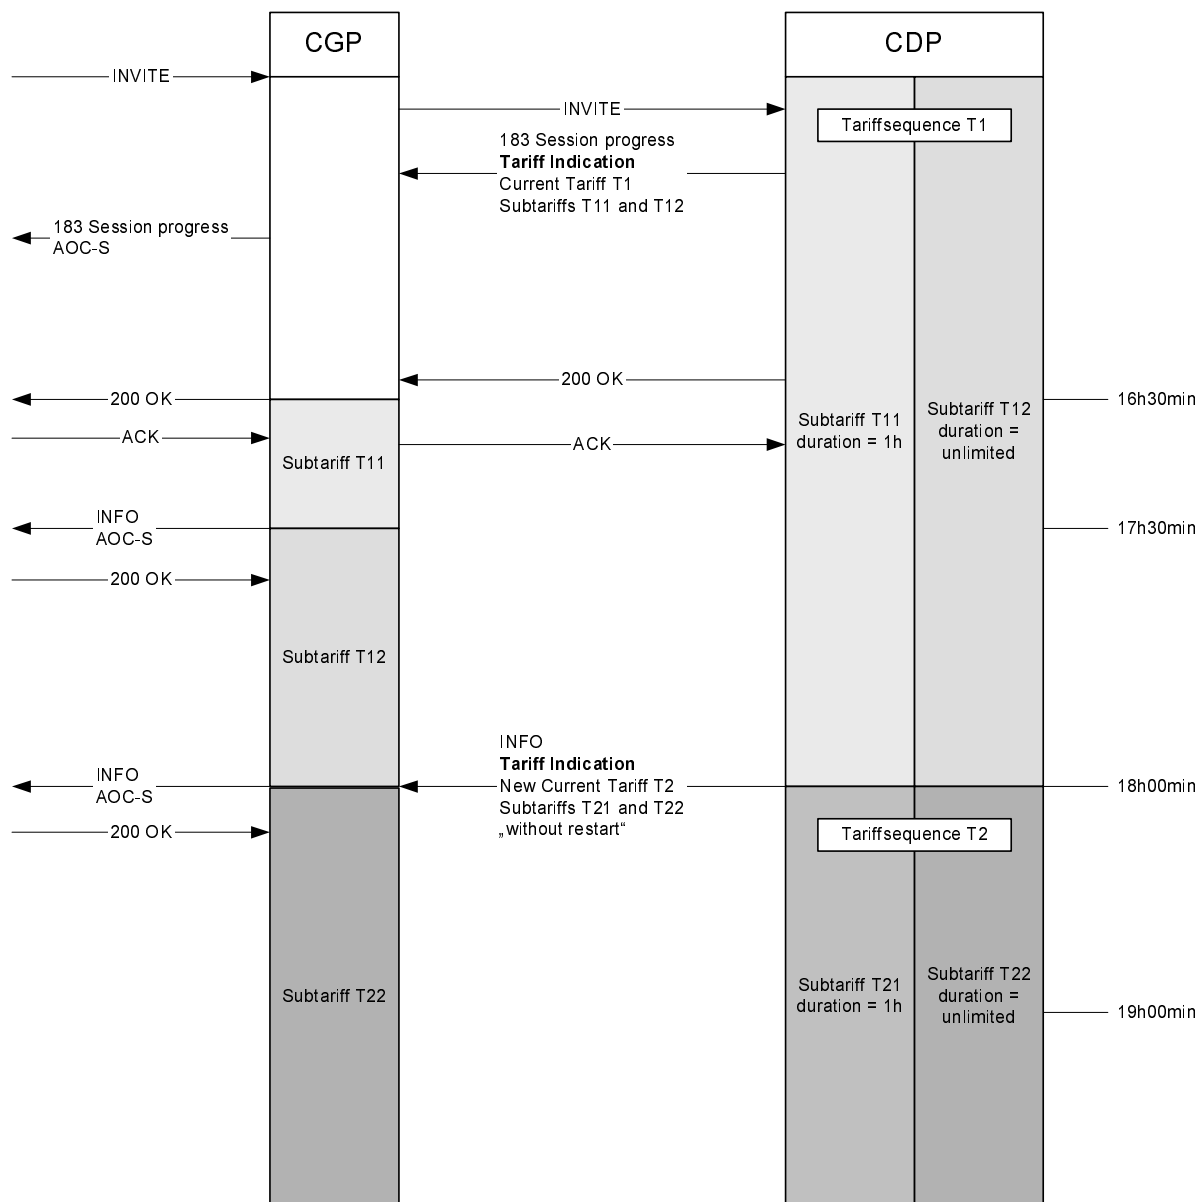 CGP
CDP
INVITE
INVITE
Tariffsequence T1
183 Session progress
Tariff Indication
Current Tariff T1
Subtariffs T11 and T12
183 Session progress
AOC-S
200 OK
200 OK
16h30min
Subtariff T11
duration = 1h
Subtariff T12
duration =
unlimited
ACK
ACK
Subtariff T11
INFO
AOC-S
17h30min
200 OK
Subtariff T12
INFO
Tariff Indication
New Current Tariff T2
Subtariffs T21 and T22
„without restart“
INFO
AOC-S
18h00min
200 OK
Tariffsequence T2
Subtariff T22
Subtariff T21
duration = 1h
Subtariff T22
duration =
unlimited
19h00min